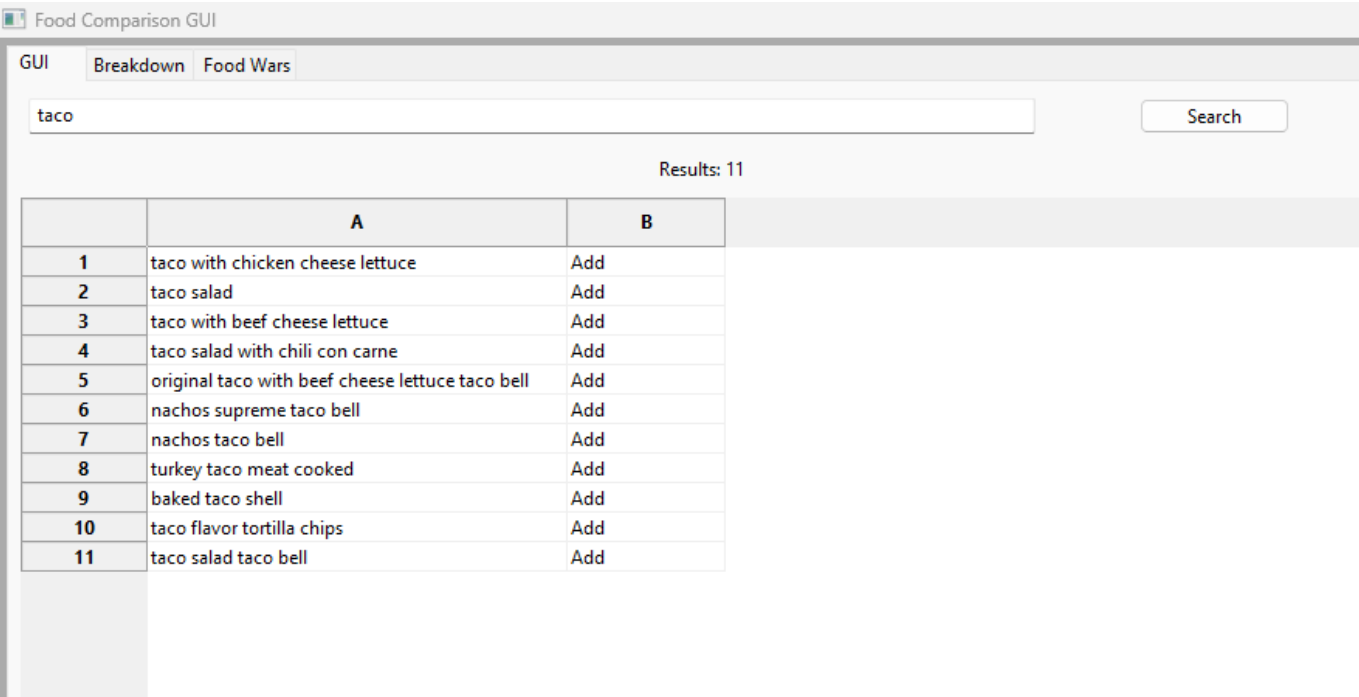 Food Comparison GUI
GUI Breakdown Food Wars
taco Search
Results: 11
A B
1 taco with chicken cheese lettuce Add
2 taco salad Add
3 taco with beef cheese lettuce Add
4 taco salad with chili con carne Add
5 original taco with beef cheese lettuce taco bell Add
6 nachos supreme taco bell Add
7 nachos taco bell Add
8 turkey taco meat cooked Add
9 baked taco shell Add
10 taco flavor tortilla chips Add
11 taco salad taco bell Add